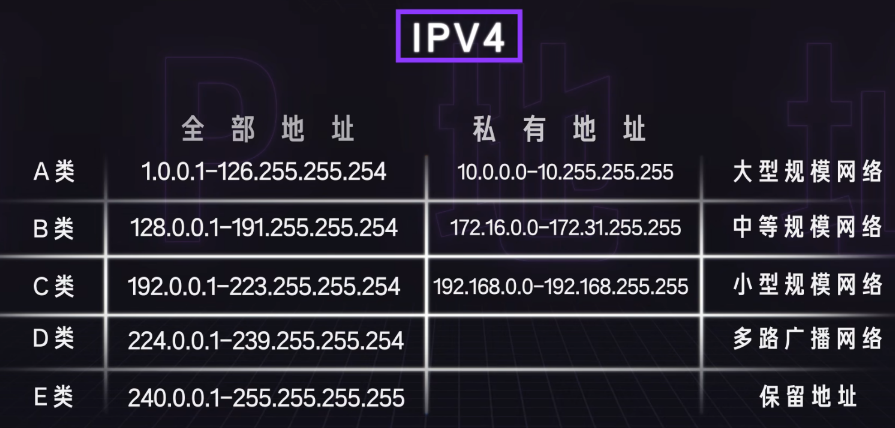 IPV4
全部地址 私有地址
A类 1.0.0.1-126.255.255.254 10.0.0.0-10.255.255.255 大型规模网络
B类 128.0.0.1-191.255.255.254 172.16.0.0-172.31.255.255 中等规模网络
C类 192.0.0.1-223.255.255.254 192.168.0.0-192.168.255.255 小型规模网络
D类 224.0.0.1-239.255.255.254 多路广播网络
E类 240.0.0.1-255.255.255.255 保留地址